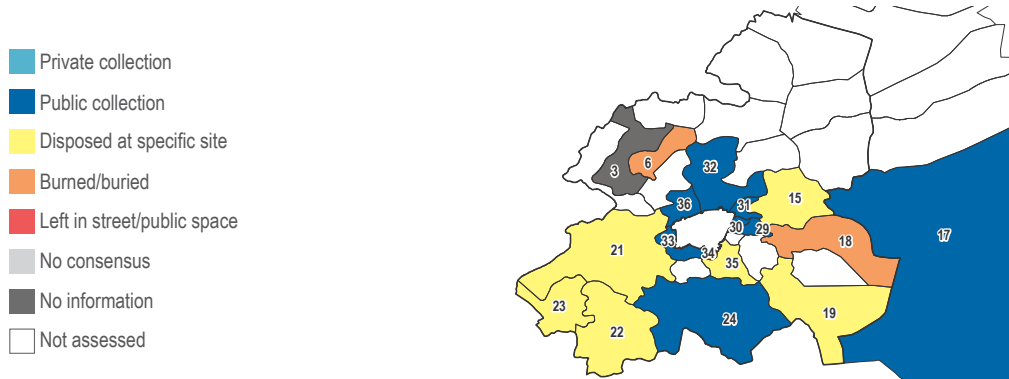 Private collection
Public collection
Disposed at specific site
Burned/buried
Left in street/public space
No consensus
No information
Not assessed
32
6
3
15
36
31
30
29
17
33
18
21
34
35
23
19
24
22